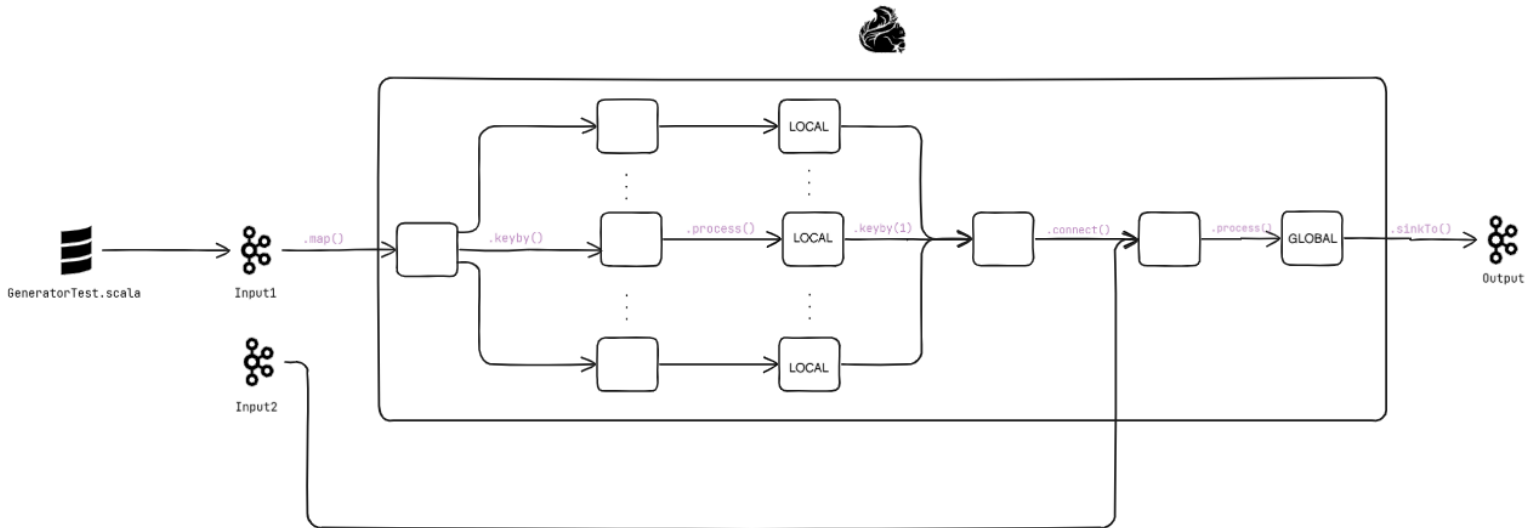 LOCAL
.map()
.keyby()
.process()
LOCAL
.keyby(1)
.connect()
.process()
GLOBAL
.sinkTo()
GeneratorTest.scala
Input1
Output
LOCAL
Input2